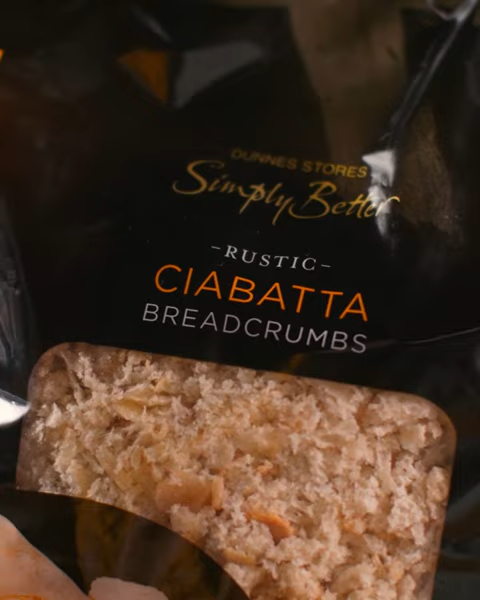 DUNNES STORES
Simply Better
-RUSTIC-
CIABATTA
BREADCRUMBS